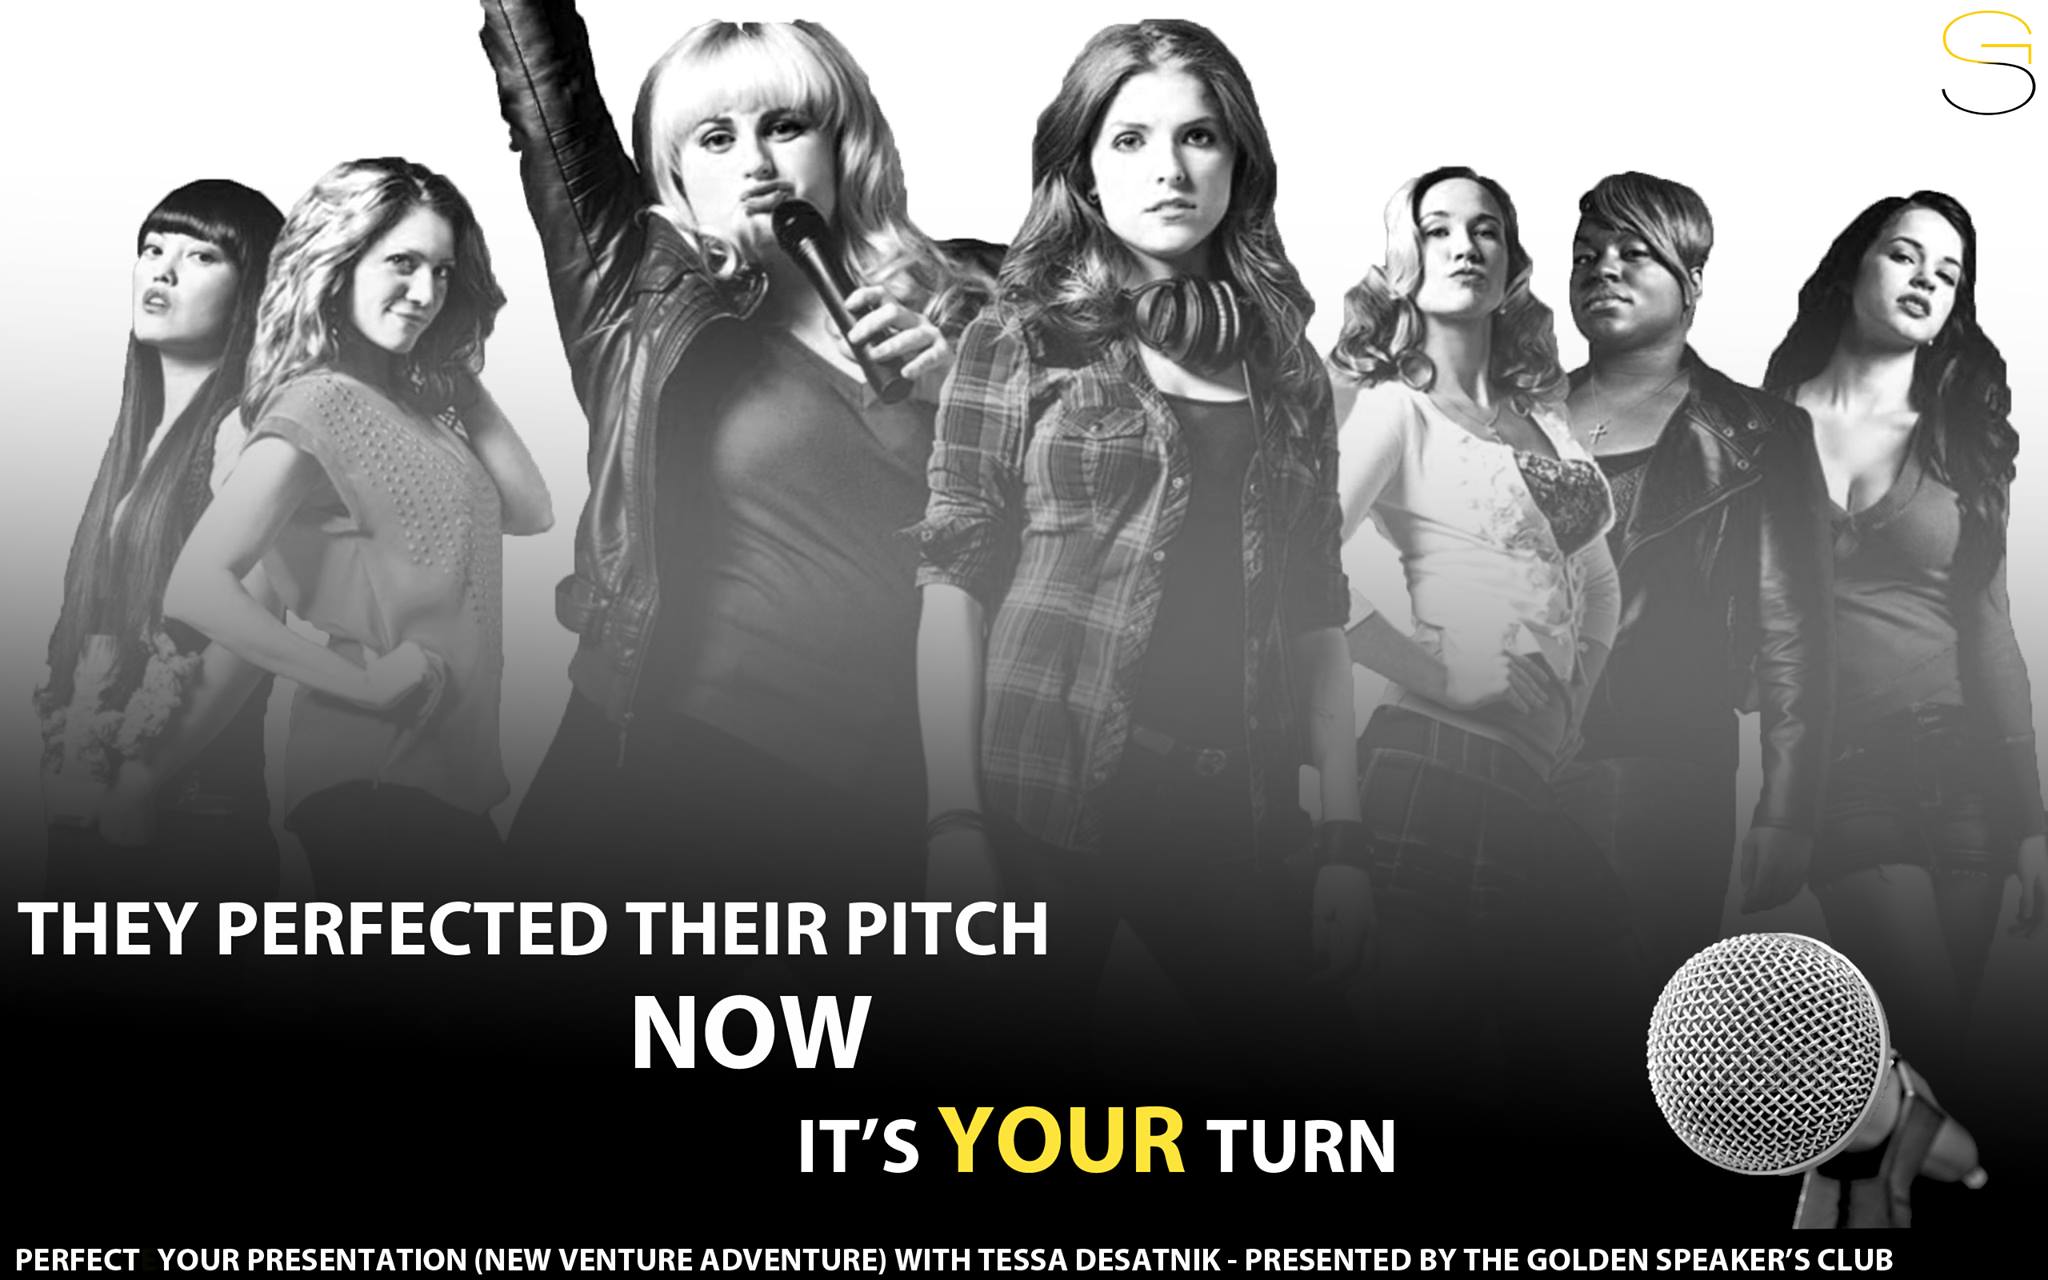 GS
THEY PERFECTED THEIR PITCH
NOW
IT'S YOUR TURN
PERFECT YOUR PRESENTATION (NEW VENTURE ADVENTURE) WITH TESSA DESATNIK - PRESENTED BY THE GOLDEN SPEAKER'S CLUB